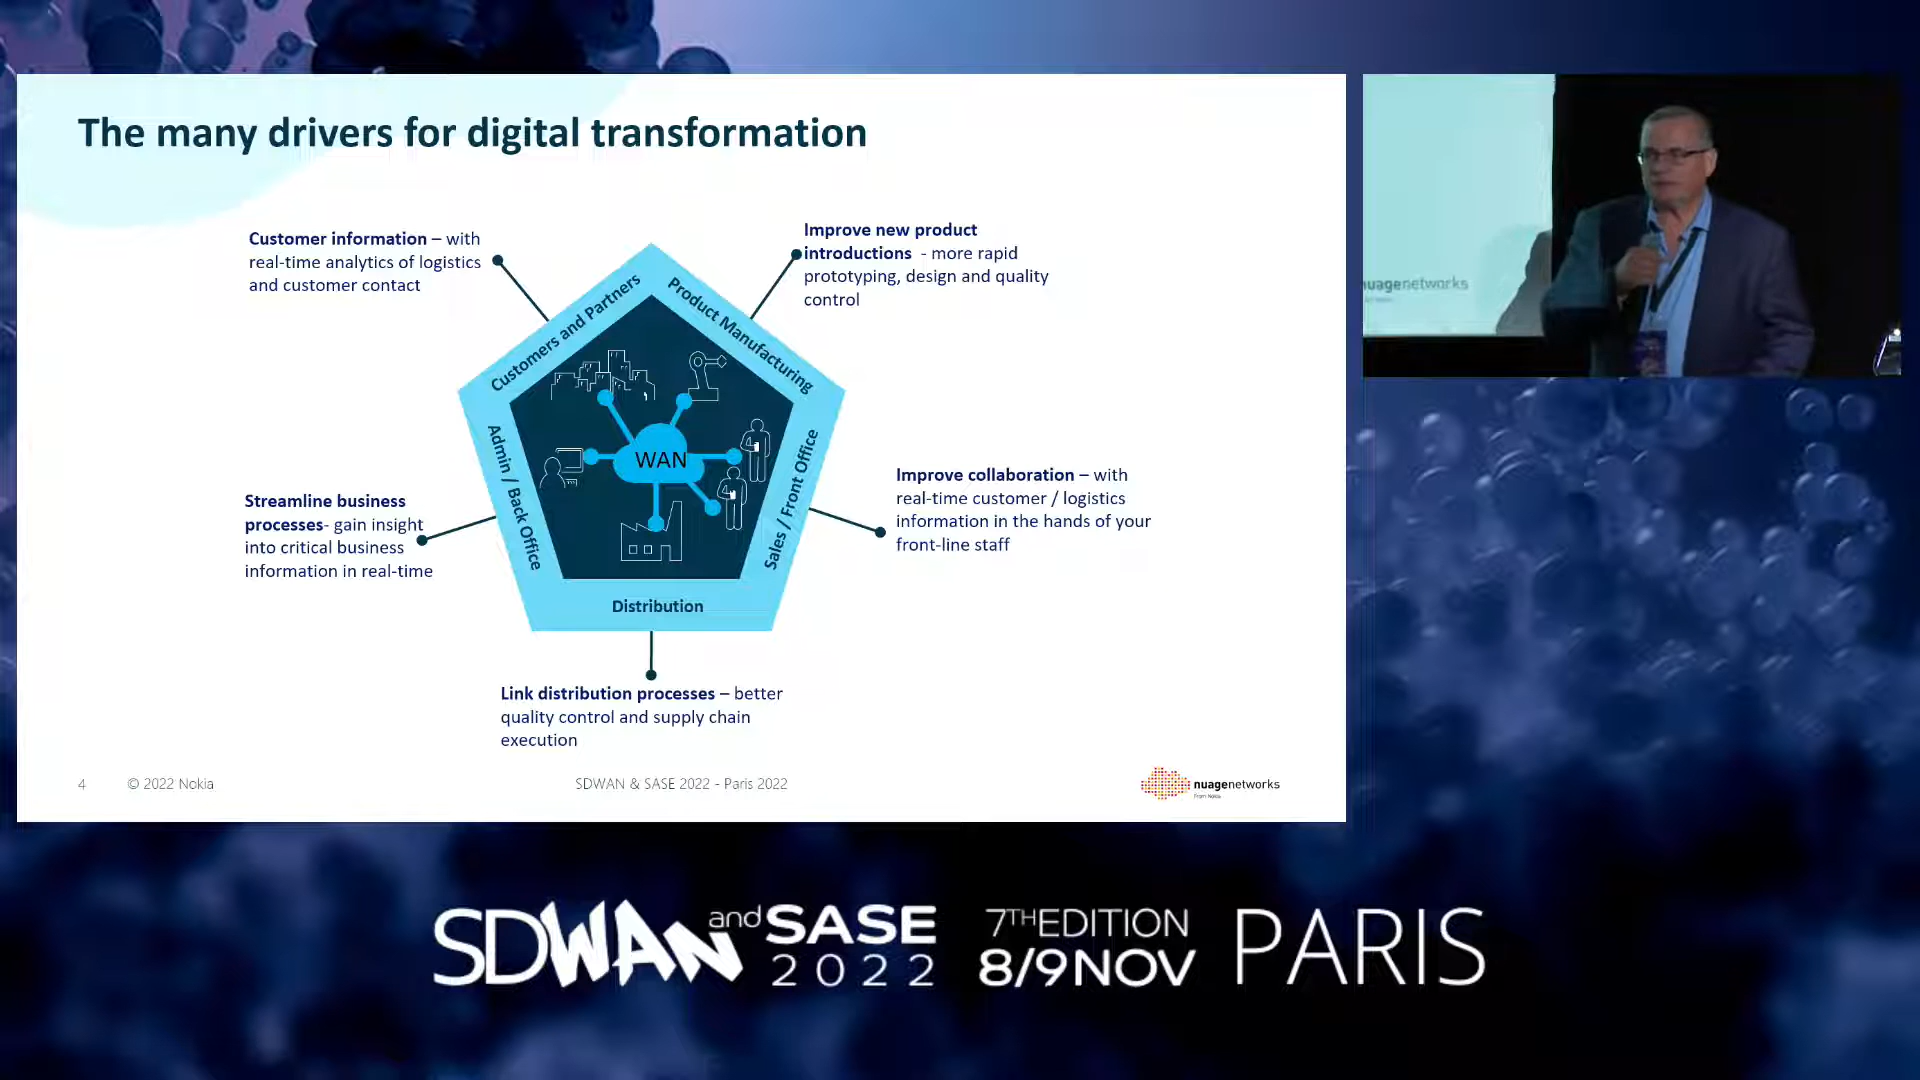 The many drivers for digital transformation
Customer information – with
real-time analytics of logistics
and customer contact
Improve new product
introductions - more rapid
prototyping, design and quality
control
Customers and Partners
Product Manufacturing
Admin / Back Office
Sales / Front Office
WAN
Distribution
Streamline business
processes- gain insight
into critical business
information in real-time
Improve collaboration – with
real-time customer / logistics
information in the hands of your
front-line staff
Link distribution processes – better
quality control and supply chain
execution
4 © 2022 Nokia
SDWAN & SASE 2022 - Paris 2022
nuagenetworks
From Nokia
nuagenetworks
SDWAN and SASE 2022
7TH EDITION
8/9 NOV
PARIS